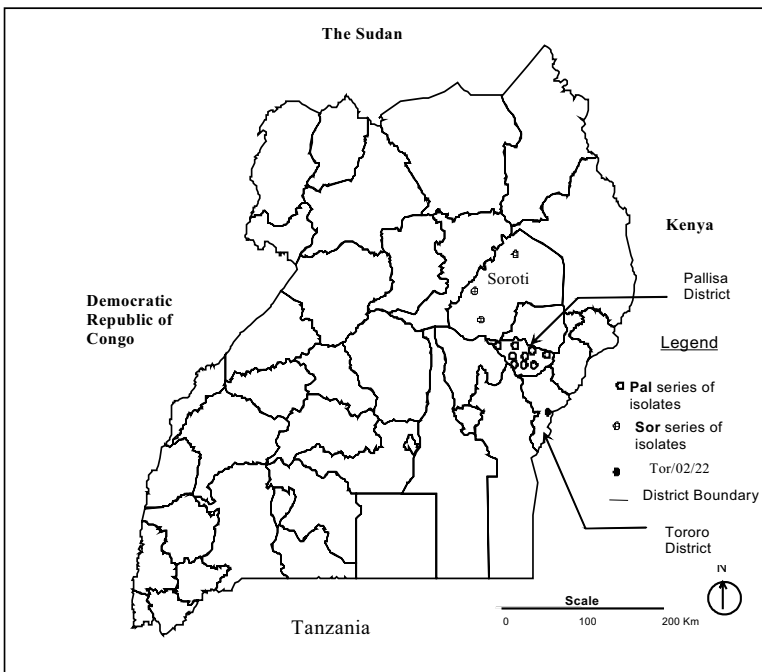 The Sudan
Kenya
Soroti
Pallisa
District
Democratic
Republic of
Congo
Legend
Pal series of
isolates
Sor series of
isolates
Tor/02/22
District Boundary
Tororo
District
N
Scale
0 100 200 Km
Tanzania